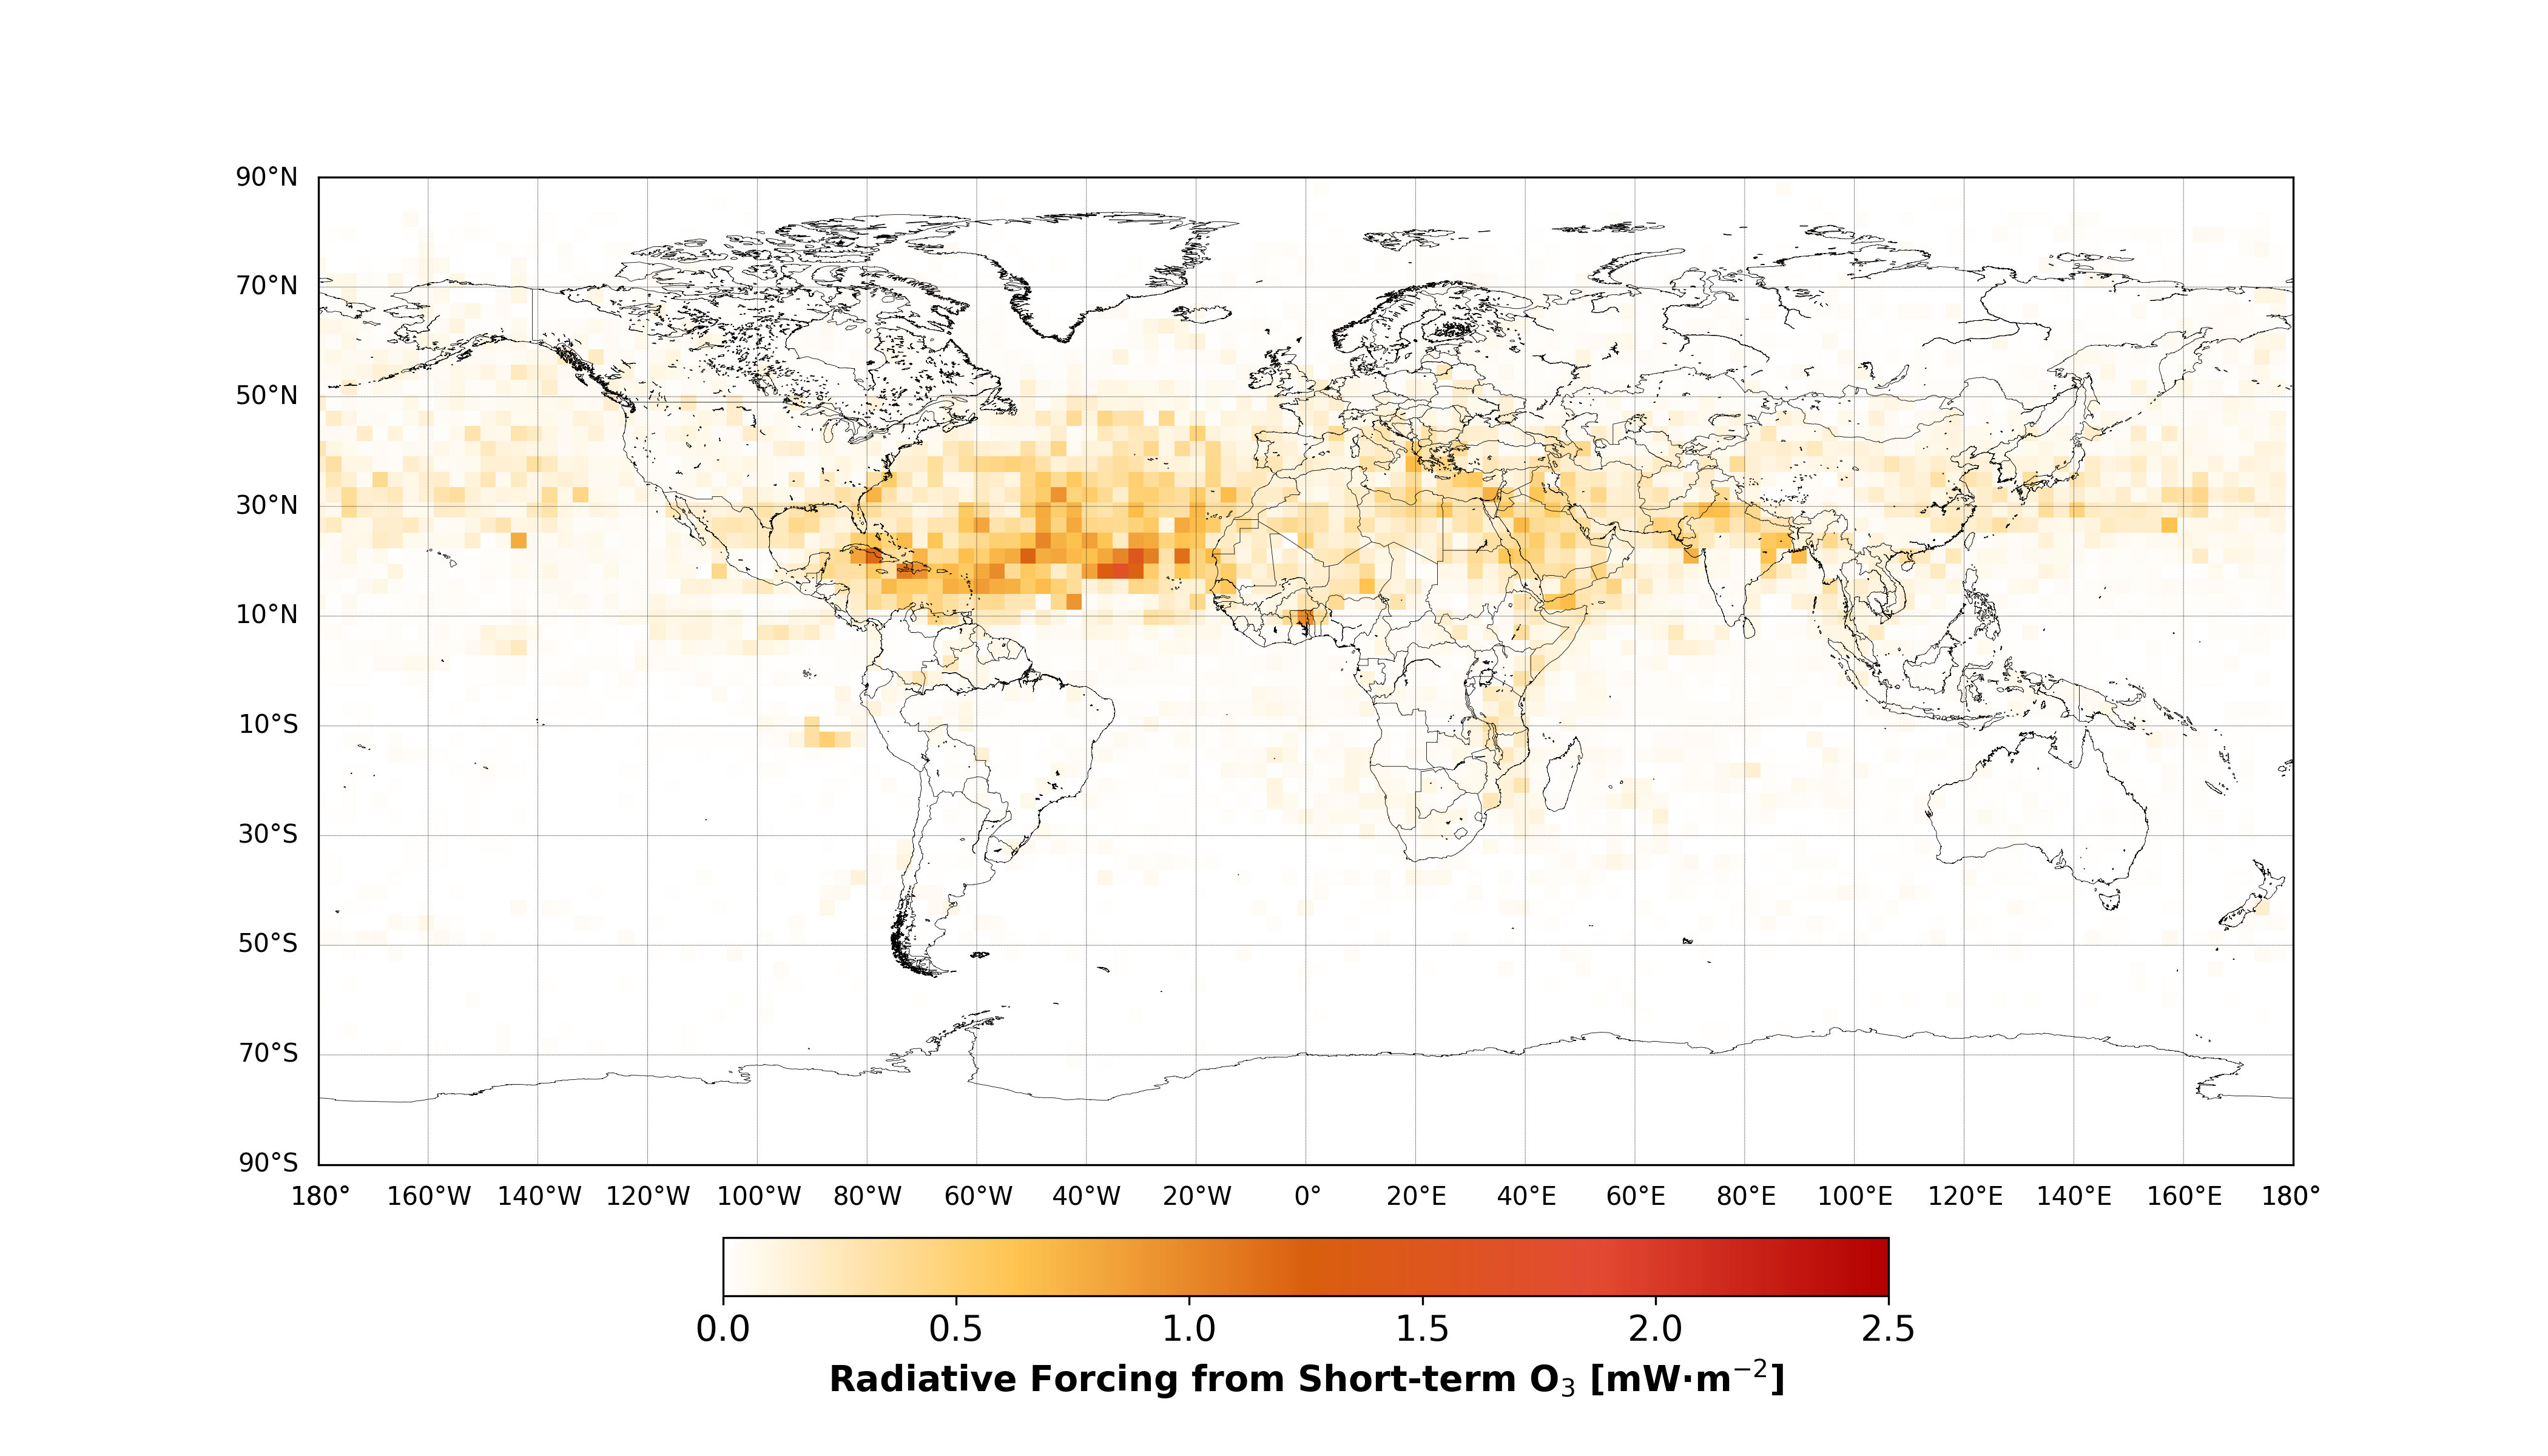 90°N
70°N
50°N
30°N
10°N
10°S
30°S
50°S
70°S
90°S
180° 160°W 140°W 120°W 100°W 80°W 60°W 40°W 20°W 0° 20°E 40°E 60°E 80°E 100°E 120°E 140°E 160°E 180°
0.0 0.5 1.0 1.5 2.0 2.5
Radiative Forcing from Short-term O₃ [mW·m⁻²]